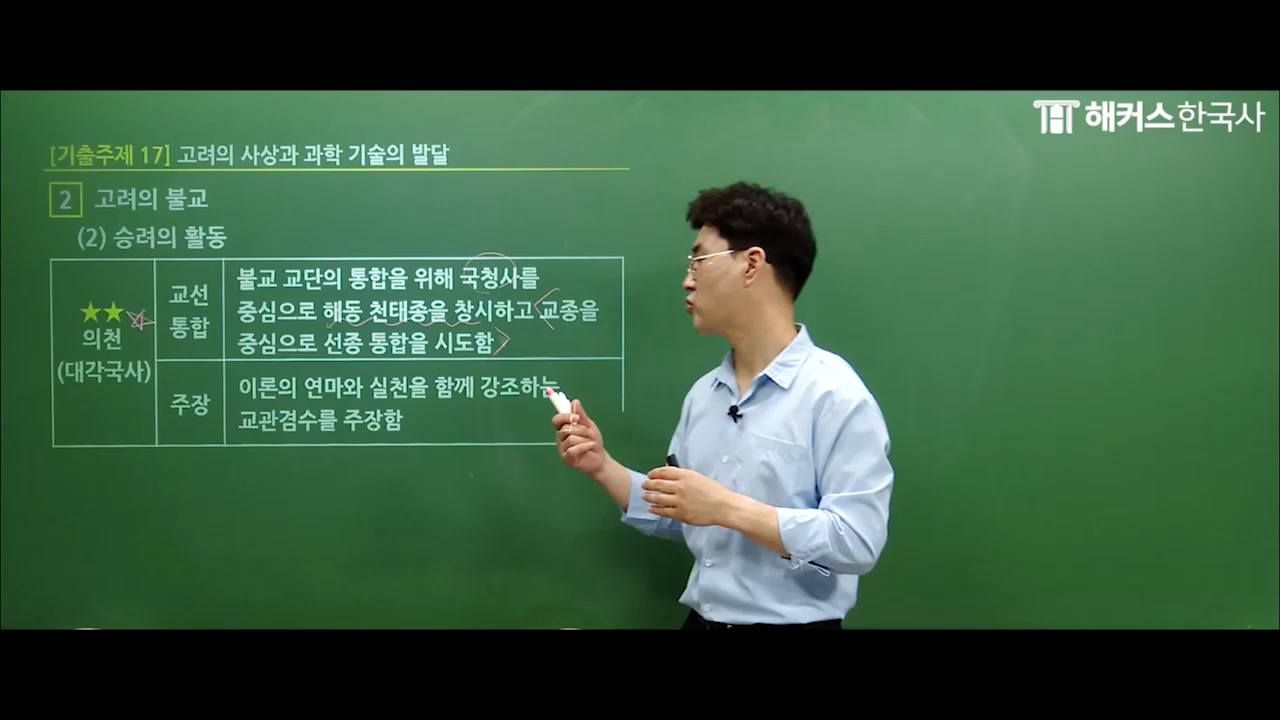 해커스한국사
[기출주제 17] 고려의 사상과 과학 기술의 발달
2 고려의 불교
(2) 승려의 활동
★★
의천
(대각국사)
교선
통합
불교 교단의 통합을 위해 국청사를
중심으로 해동 천태종을 창시하고 교종을
중심으로 선종 통합을 시도함
주장
이론의 연마와 실천을 함께 강조하는
교관겸수를 주장함